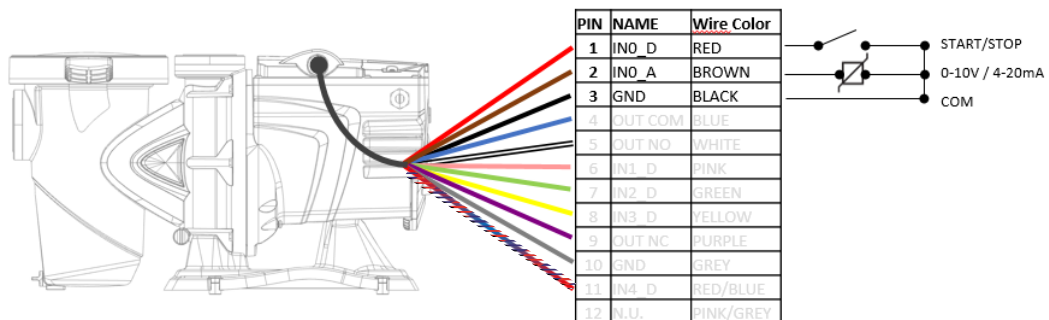 PIN NAME Wire Color
1 IN0_D RED
2 IN0_A BROWN
3 GND BLACK
4 OUT COM BLUE
5 OUT NO WHITE
6 IN1_D PINK
7 IN2_D GREEN
8 IN3_D YELLOW
9 OUT NC PURPLE
10 GND GREY
11 IN4_D RED/BLUE
12 N.U. PINK/GREY
START/STOP
0-10V / 4-20mA
COM